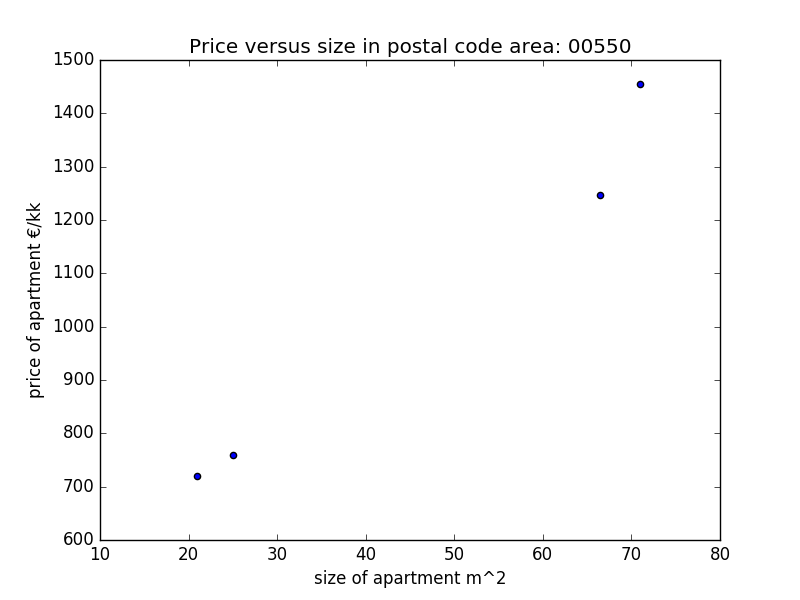 Price versus size in postal code area: 00550
1500
1400
1300
1200
1100
1000
900
800
700
600
price of apartment €/kk
10 20 30 40 50 60 70 80
size of apartment m^2